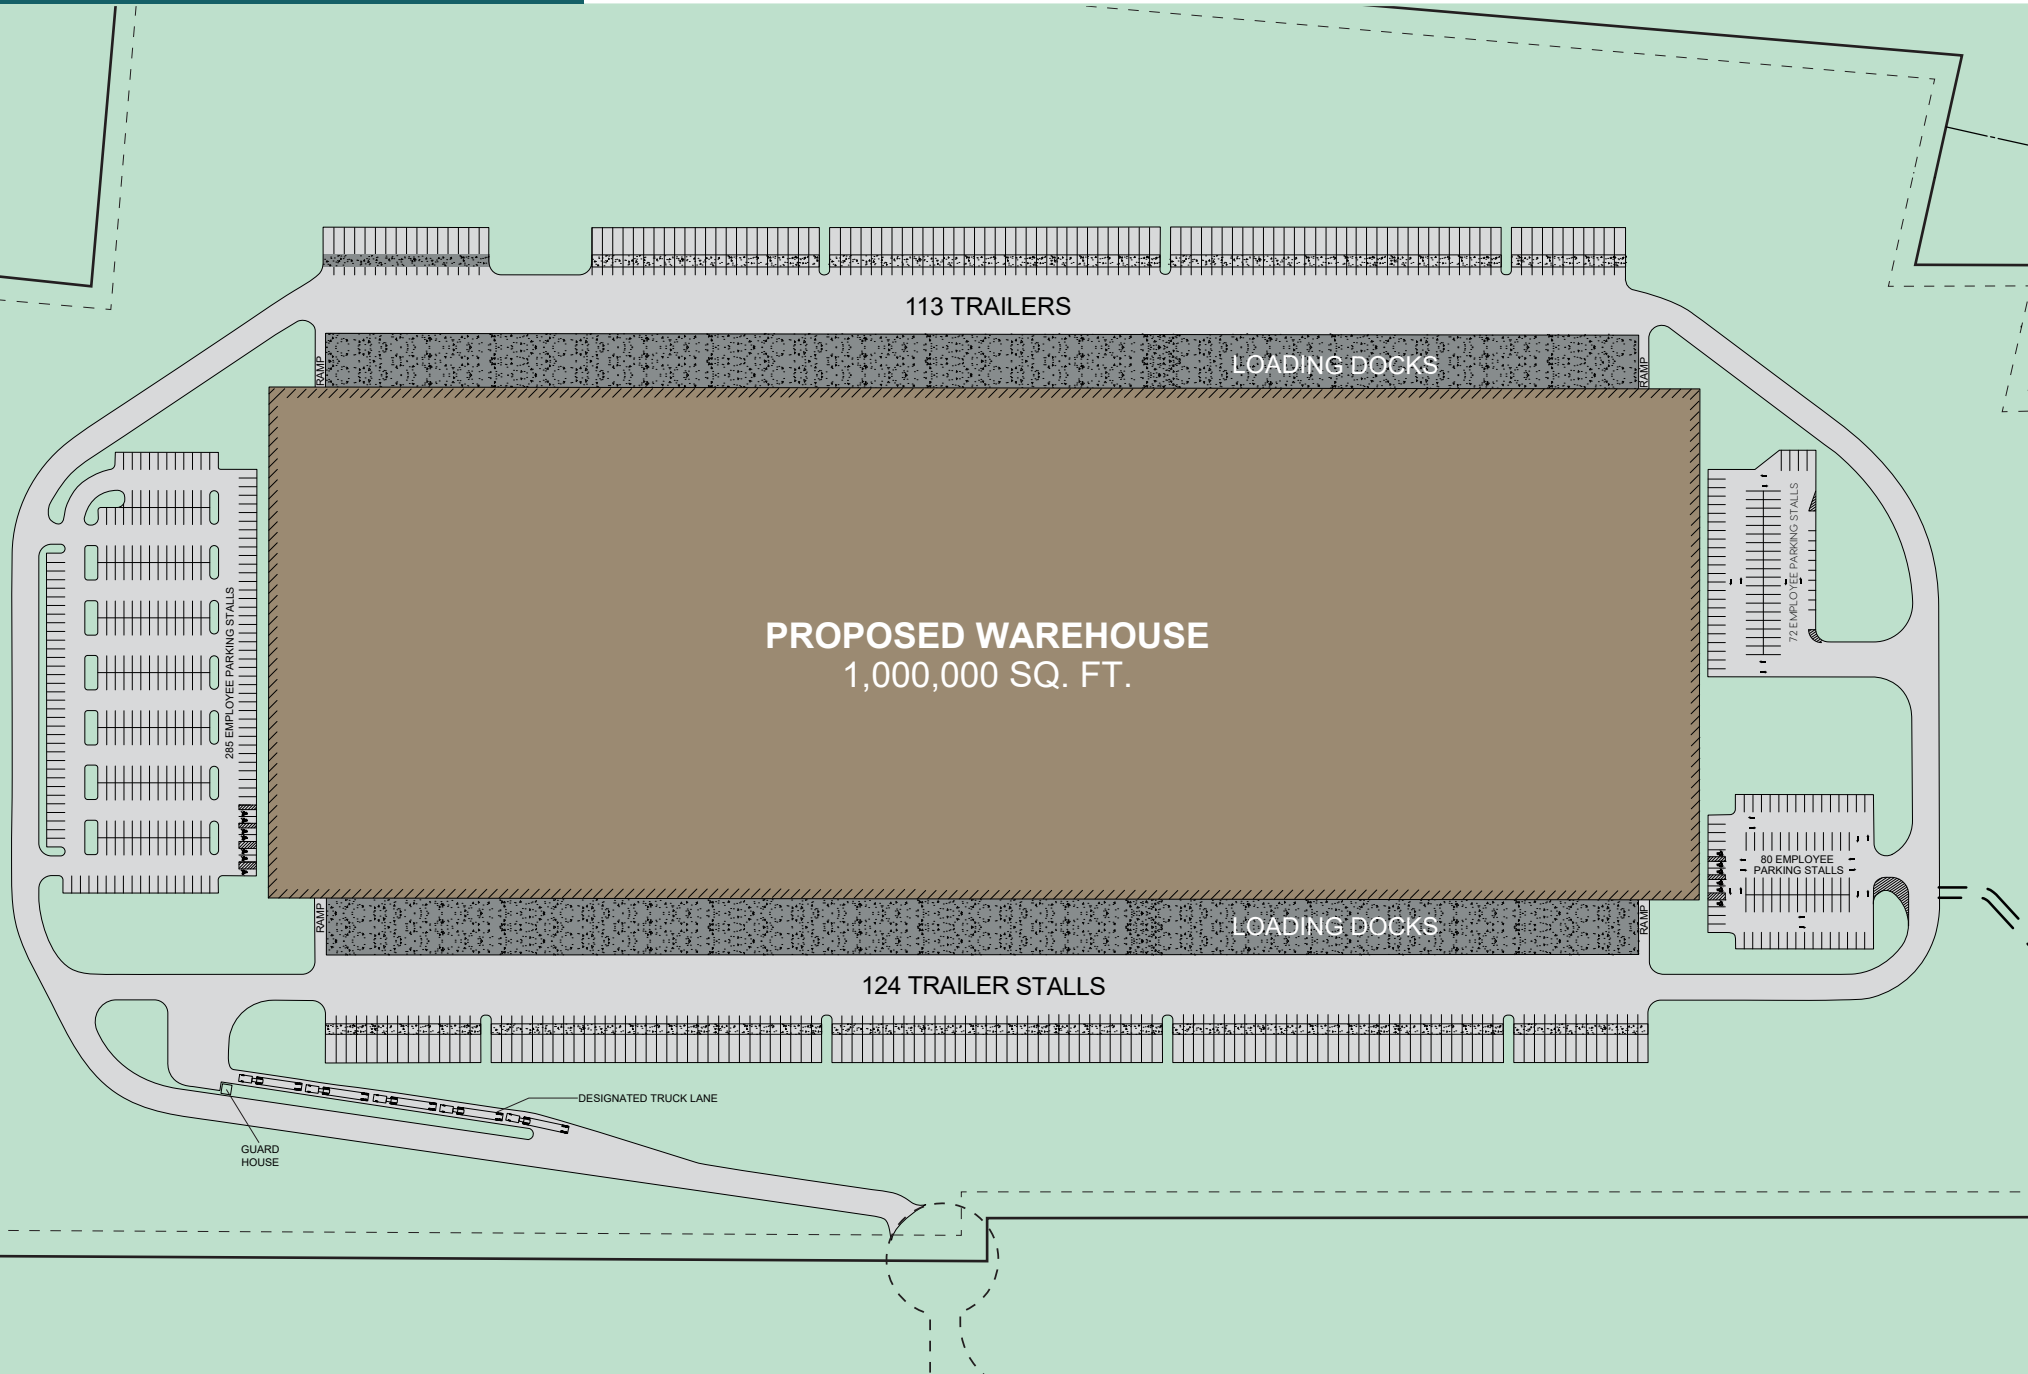 113 TRAILERS
RAMP
LOADING DOCKS
RAMP
285 EMPLOYEE PARKING STALLS
PROPOSED WAREHOUSE
1,000,000 SQ. FT.
72 EMPLOYEE PARKING STALLS
80 EMPLOYEE
PARKING STALLS
RAMP
LOADING DOCKS
RAMP
124 TRAILER STALLS
DESIGNATED TRUCK LANE
GUARD
HOUSE